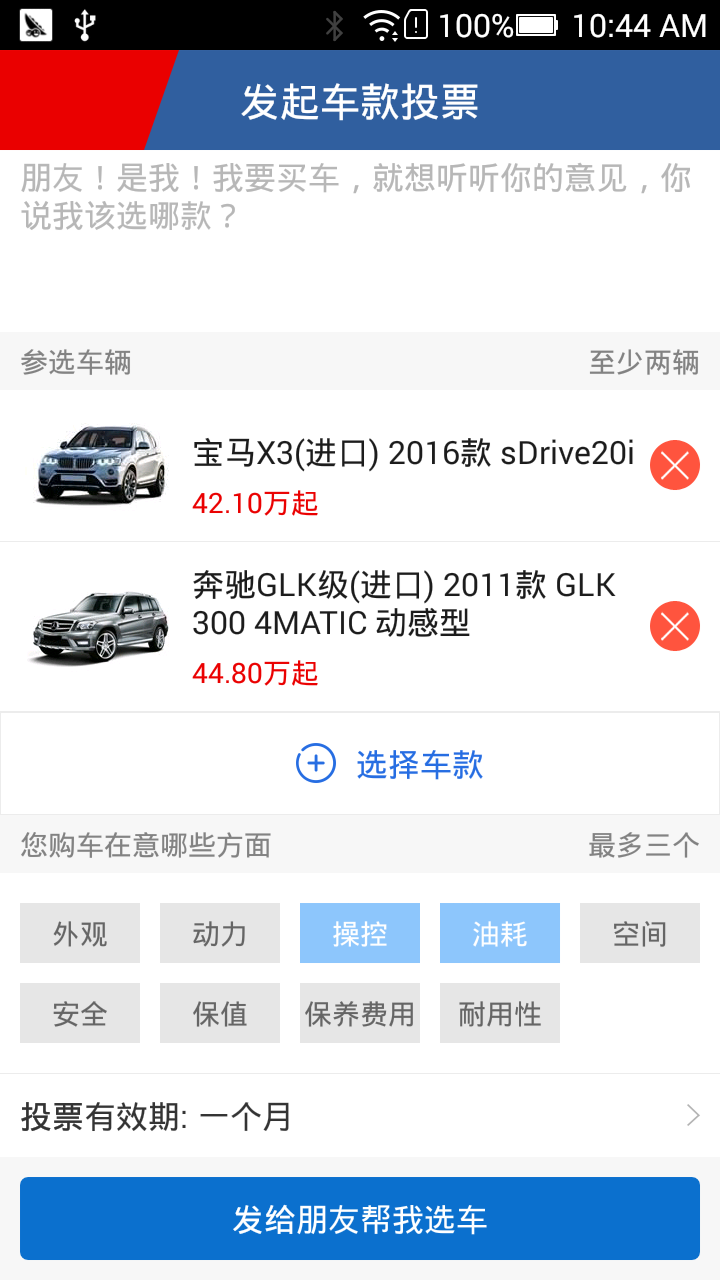 100% 10:44 AM
发起车款投票
朋友！是我！我要买车，就想听听你的意见，你
说我该选哪款？
参选车辆 至少两辆
宝马X3(进口) 2016款 sDrive20i
42.10万起
奔驰GLK级(进口) 2011款 GLK
300 4MATIC 动感型
44.80万起
选择车款
您购车在意哪些方面 最多三个
外观 动力 操控 油耗 空间
安全 保值 保养费用 耐用性
投票有效期: 一个月
发给朋友帮我选车